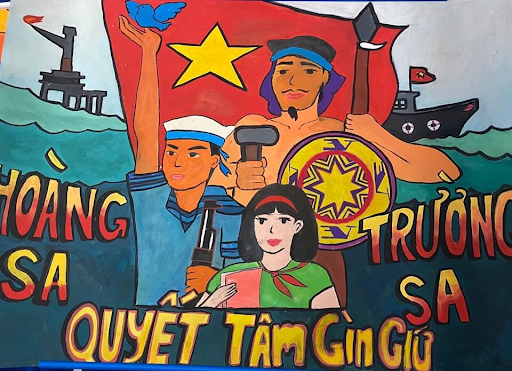 HOÀNG
SA
TRƯỜNG
SA
QUYẾT TÂM GÌN GIỮ